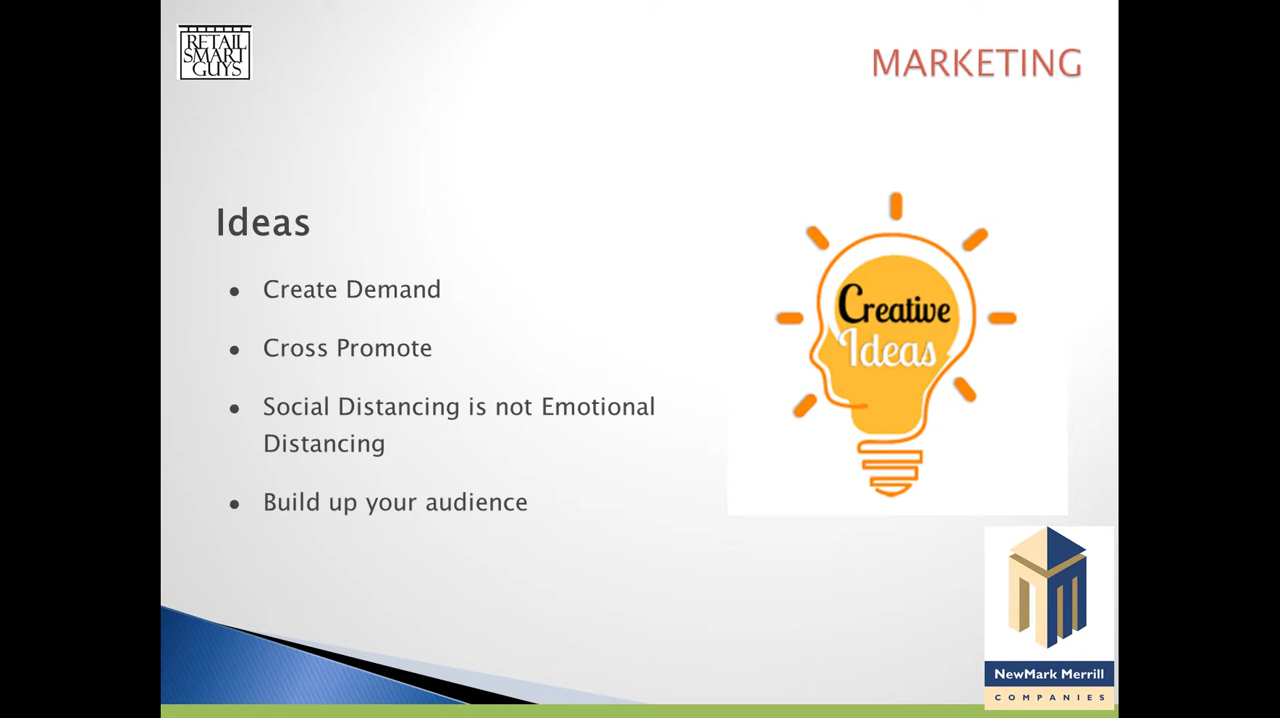 RETAIL
SMART
GUYS
MARKETING
Ideas
• Create Demand
• Cross Promote
• Social Distancing is not Emotional
Distancing
• Build up your audience
Creative
Ideas
NewMark Merrill
COMPANIES